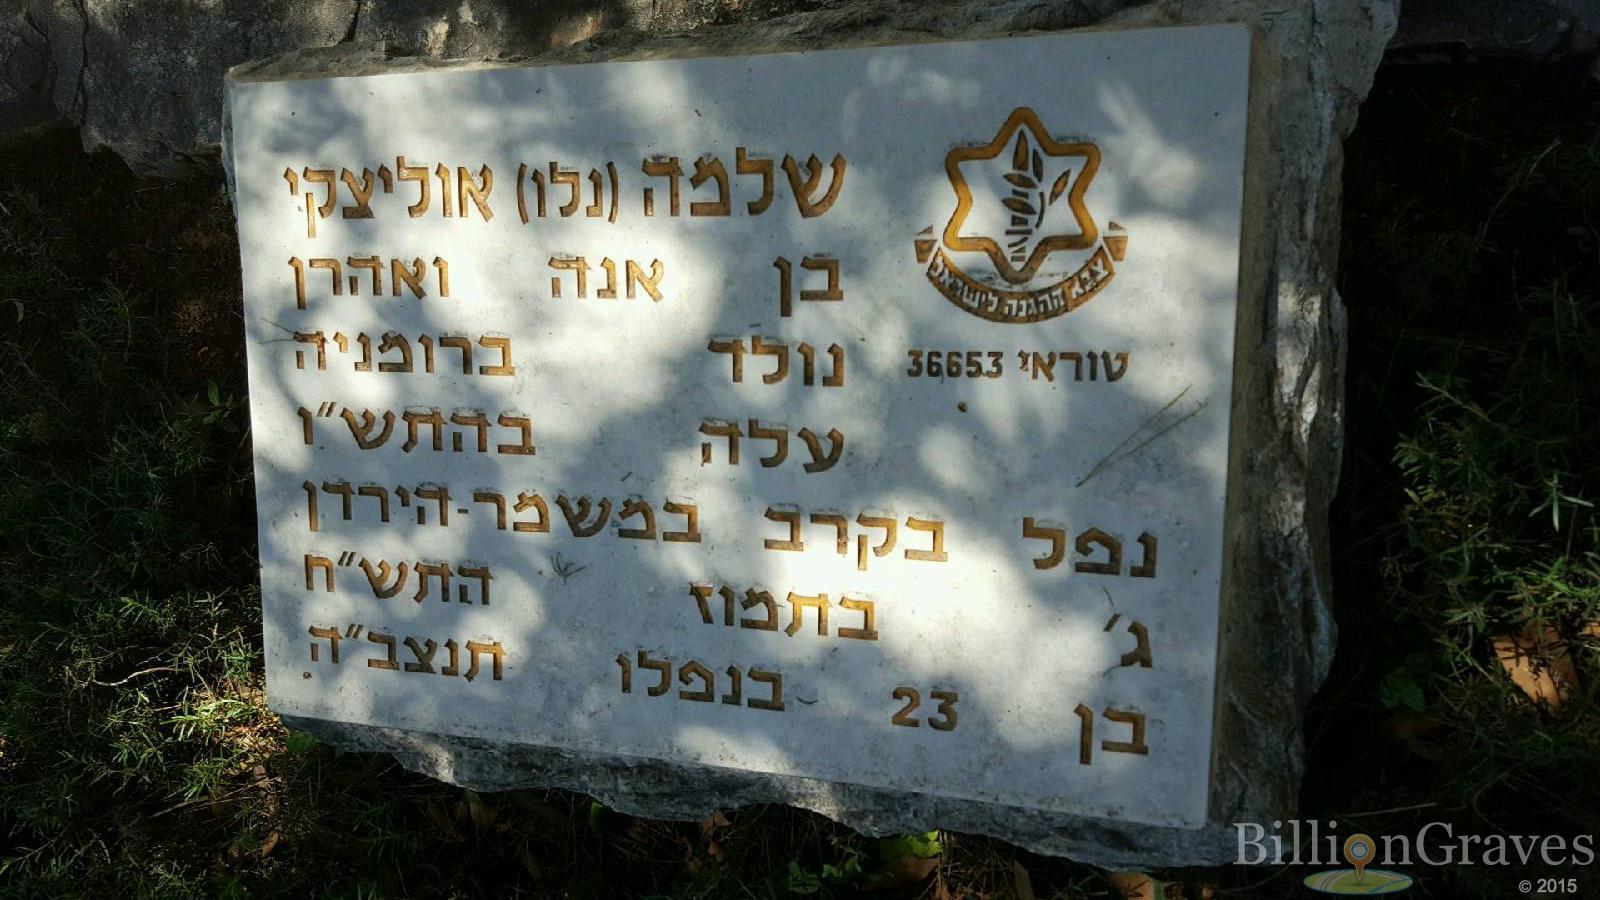 שלמה (נלו) אוליצקי
בן אנה ואהרן
נולד ברומניה
עלה בהתש״ו
נפל בקרב במשמר-הירדן
ג׳ בתמוז התש״ח
בן 23 בנפלו תנצב״ה
צבא ההגנה לישראל
טוראי 36653
BillionGraves
© 2015